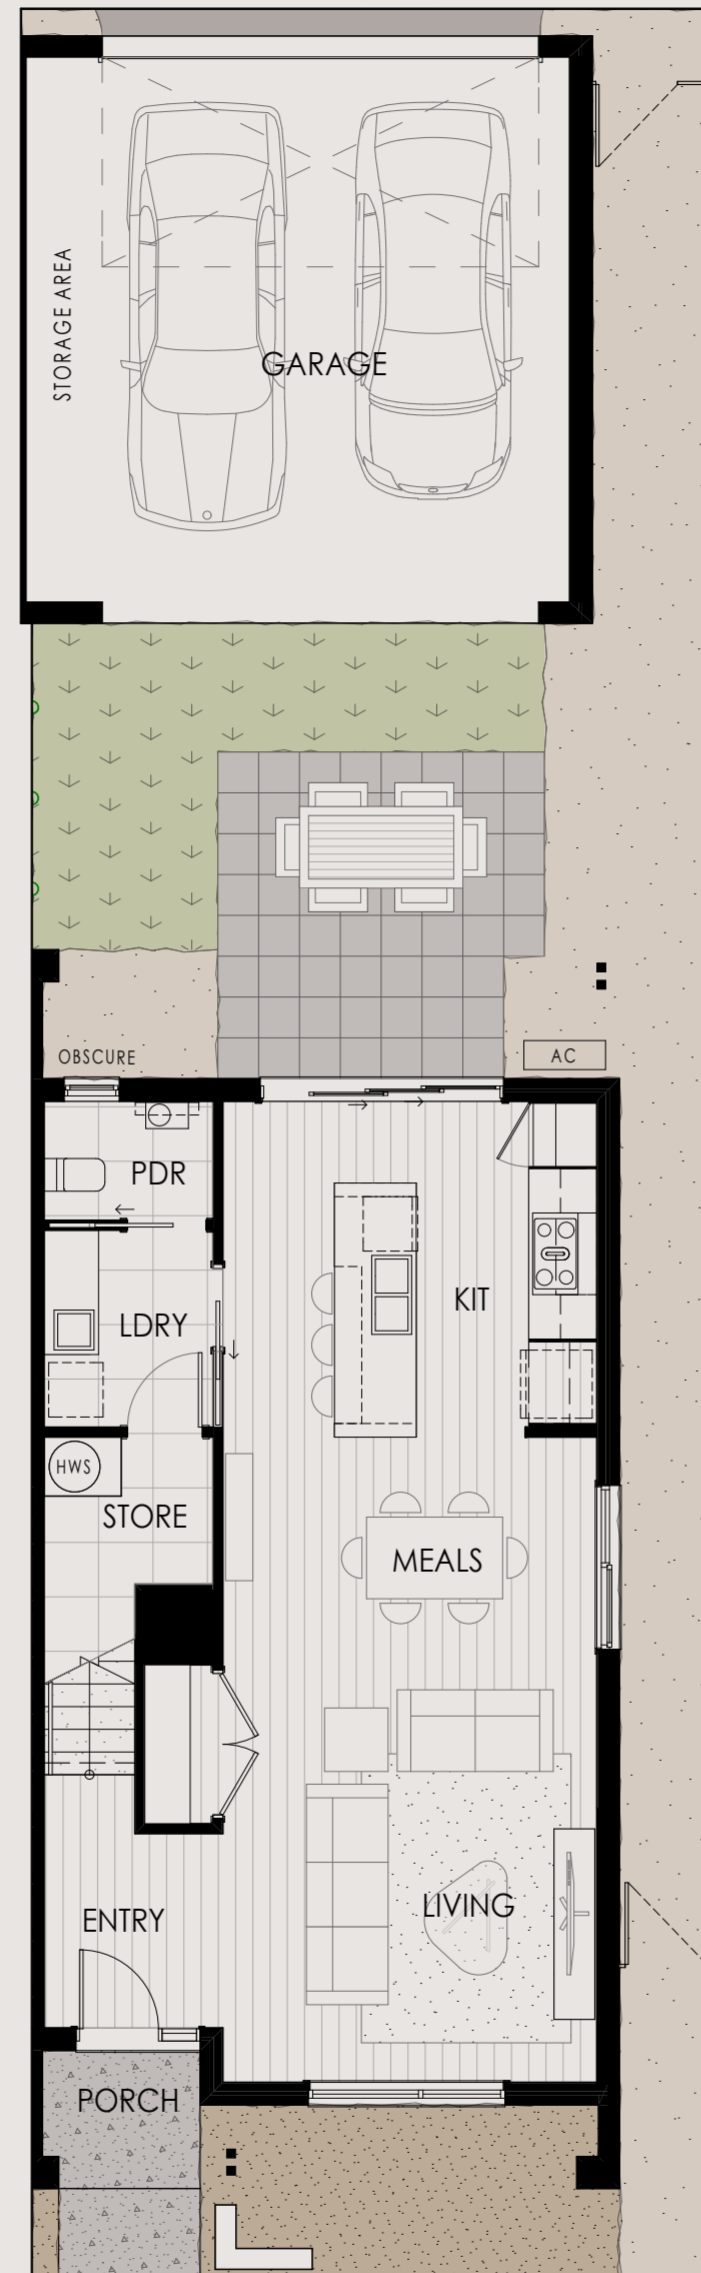 STORAGE AREA
GARAGE
OBSCURE
AC
PDR
KIT
LDRY
HWS
STORE
MEALS
LIVING
ENTRY
PORCH